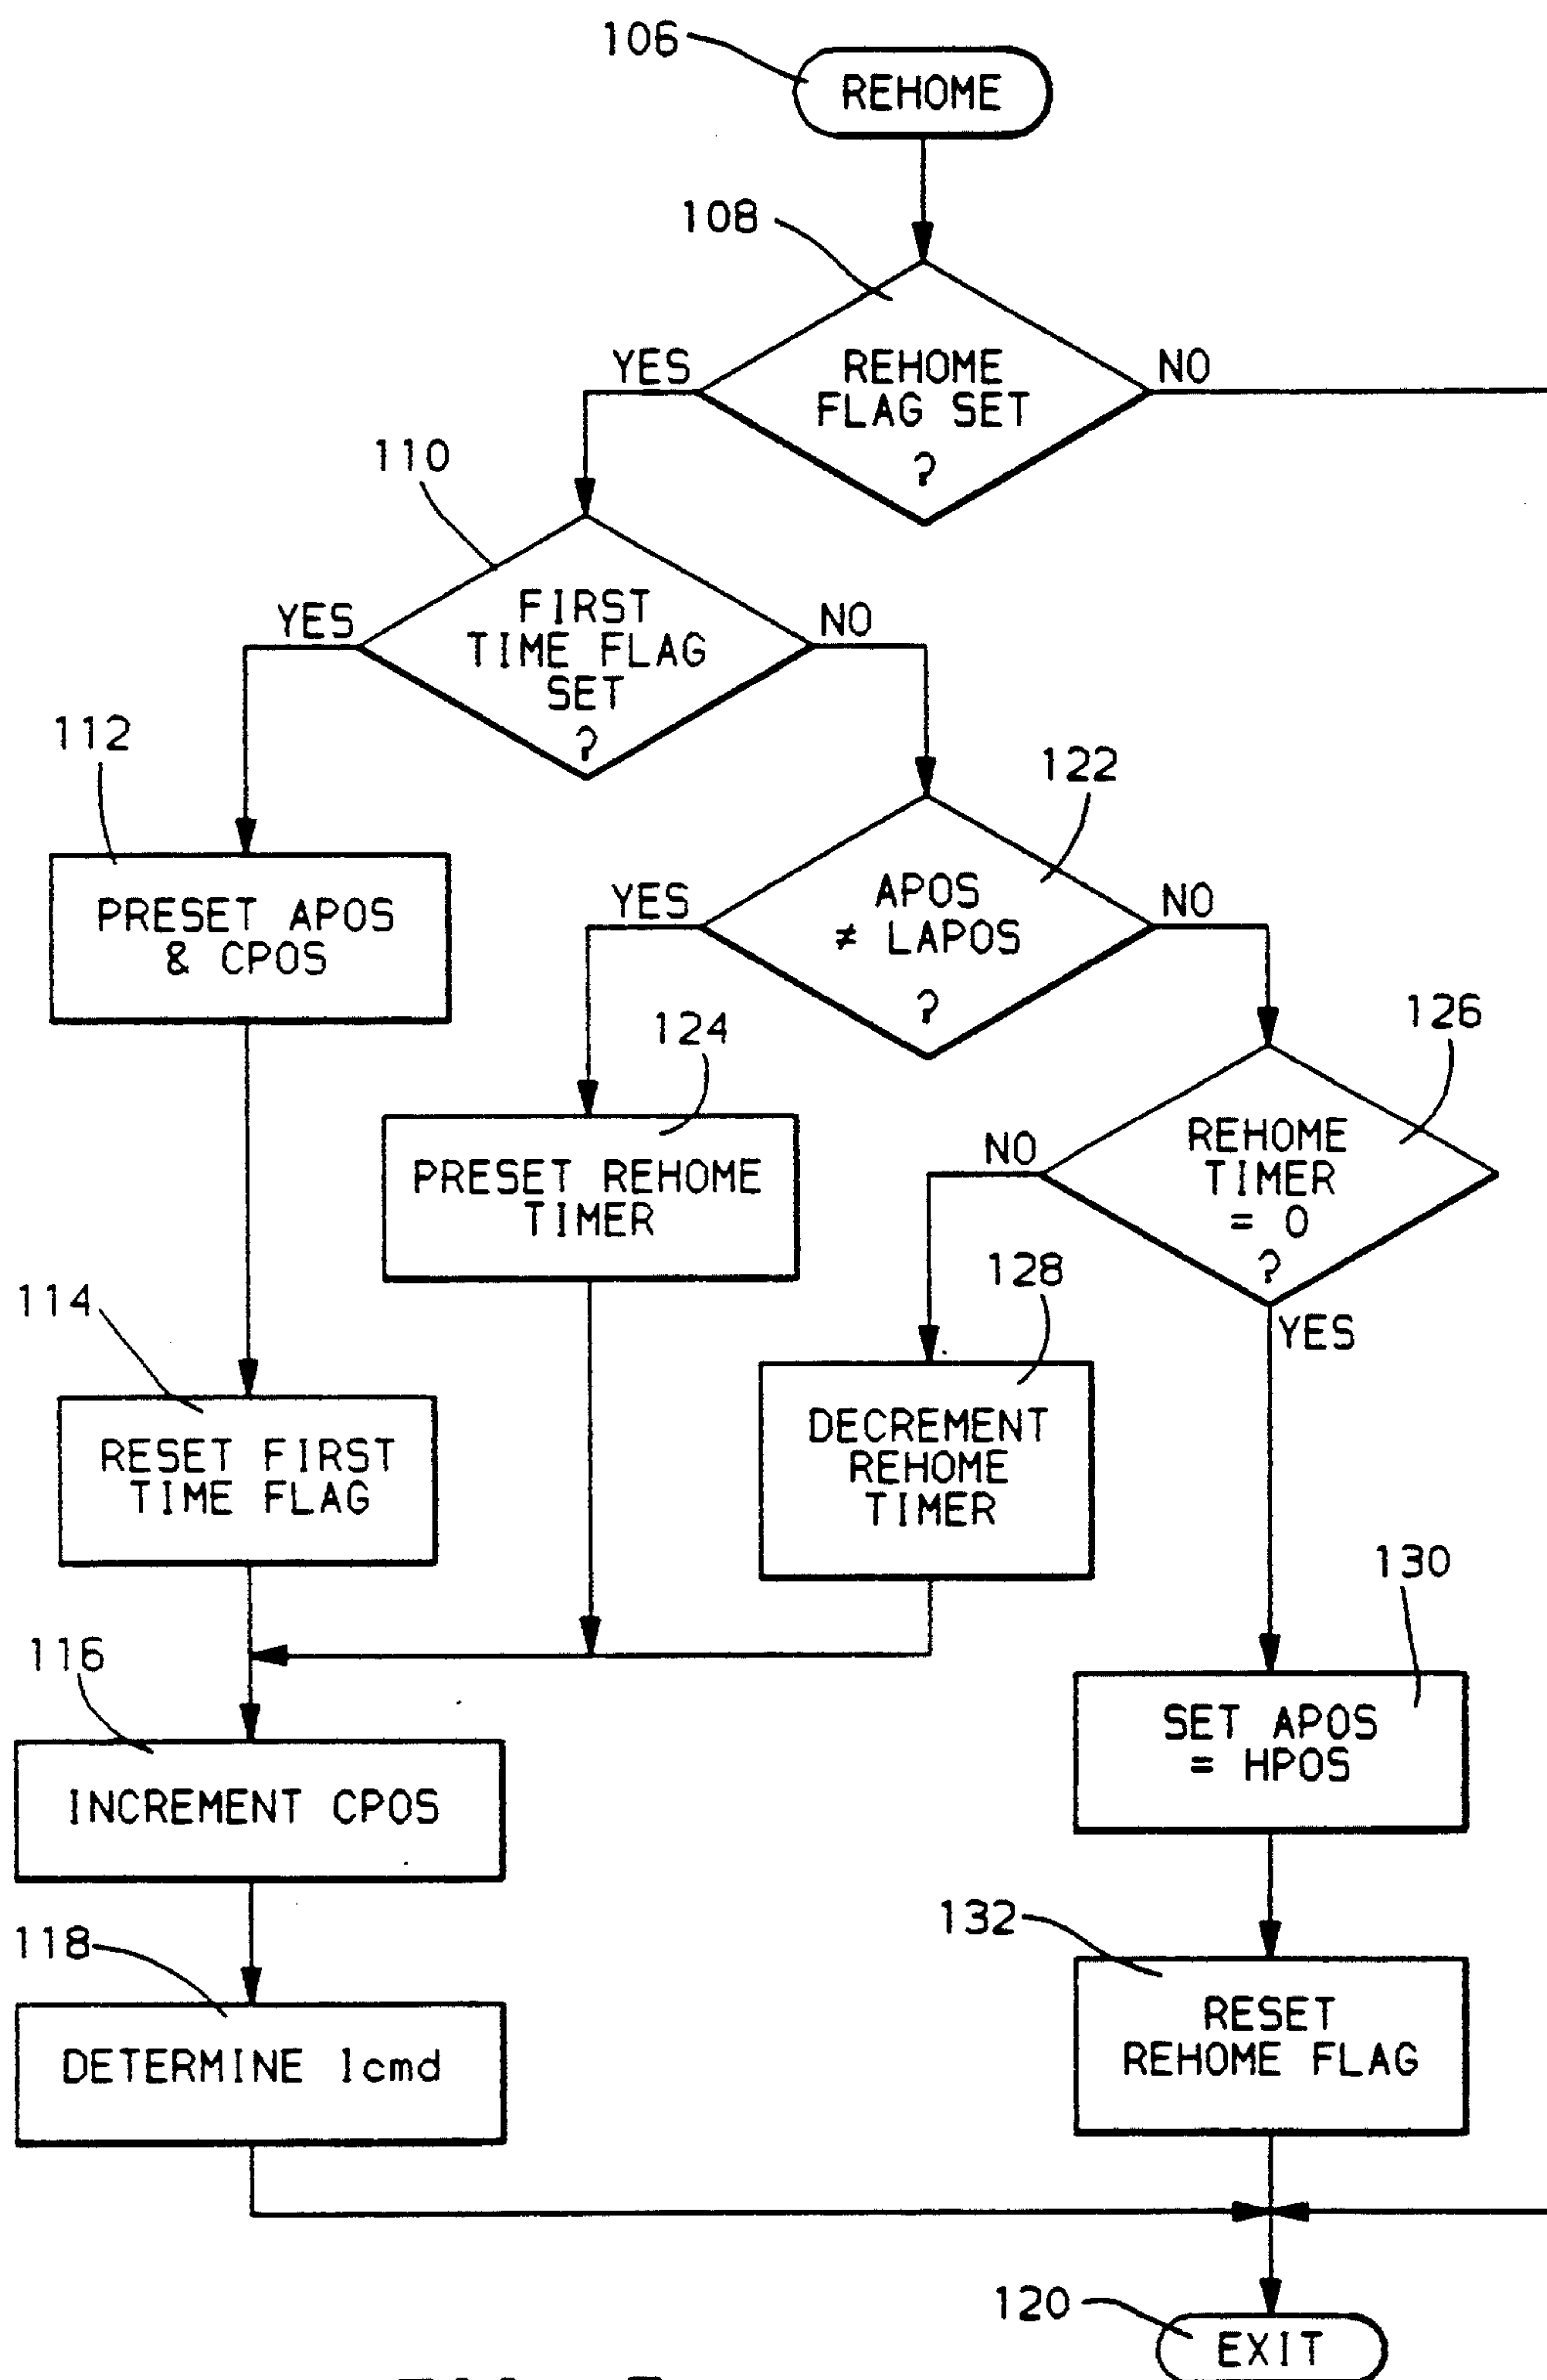 106
REHOME
108
YES
REHOME
FLAG SET
?
NO
110
YES
FIRST
TIME FLAG
SET
?
NO
112
PRESET APOS
& CPOS
122
YES
APOS
≠ LAPOS
?
NO
124
PRESET REHOME
TIMER
126
NO
REHOME
TIMER
= 0
?
YES
114
RESET FIRST
TIME FLAG
128
DECREMENT
REHOME
TIMER
130
SET APOS
= HPOS
116
INCREMENT CPOS
118
DETERMINE lcmd
132
RESET
REHOME FLAG
120
EXIT